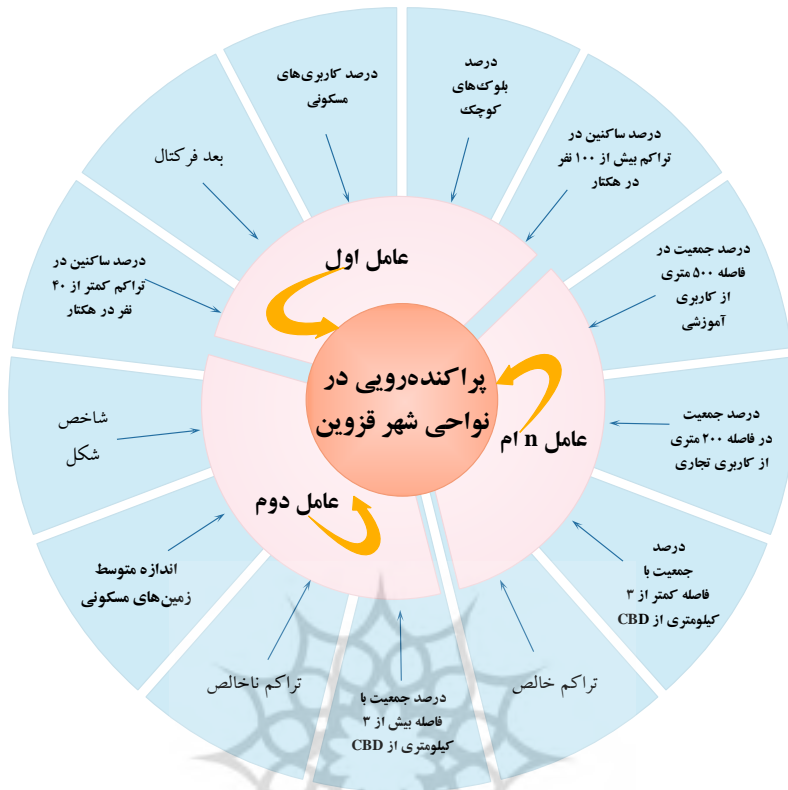 درصد
بلوک‌های
کوچک
درصد ساکنین در
تراکم بیش از ۱۰۰ نفر
در هکتار
درصد جمعیت در
فاصله ۵۰۰ متری
از کاربری
آموزشی
درصد جمعیت
در فاصله ۲۰۰ متری
از کاربری تجاری
درصد
جمعیت با
فاصله کمتر از ۳
کیلومتری از CBD
تراکم خالص
درصد جمعیت با
فاصله بیش از ۳
کیلومتری از CBD
تراکم ناخالص
اندازه متوسط
زمین‌های مسکونی
شاخص
شکل
درصد ساکنین در
تراکم کمتر از ۴۰
نفر در هکتار
بعد فرکتال
درصد کاربری‌های
مسکونی
عامل اول
عامل n ام
عامل دوم
پراکنده‌رویی در
نواحی شهر قزوین